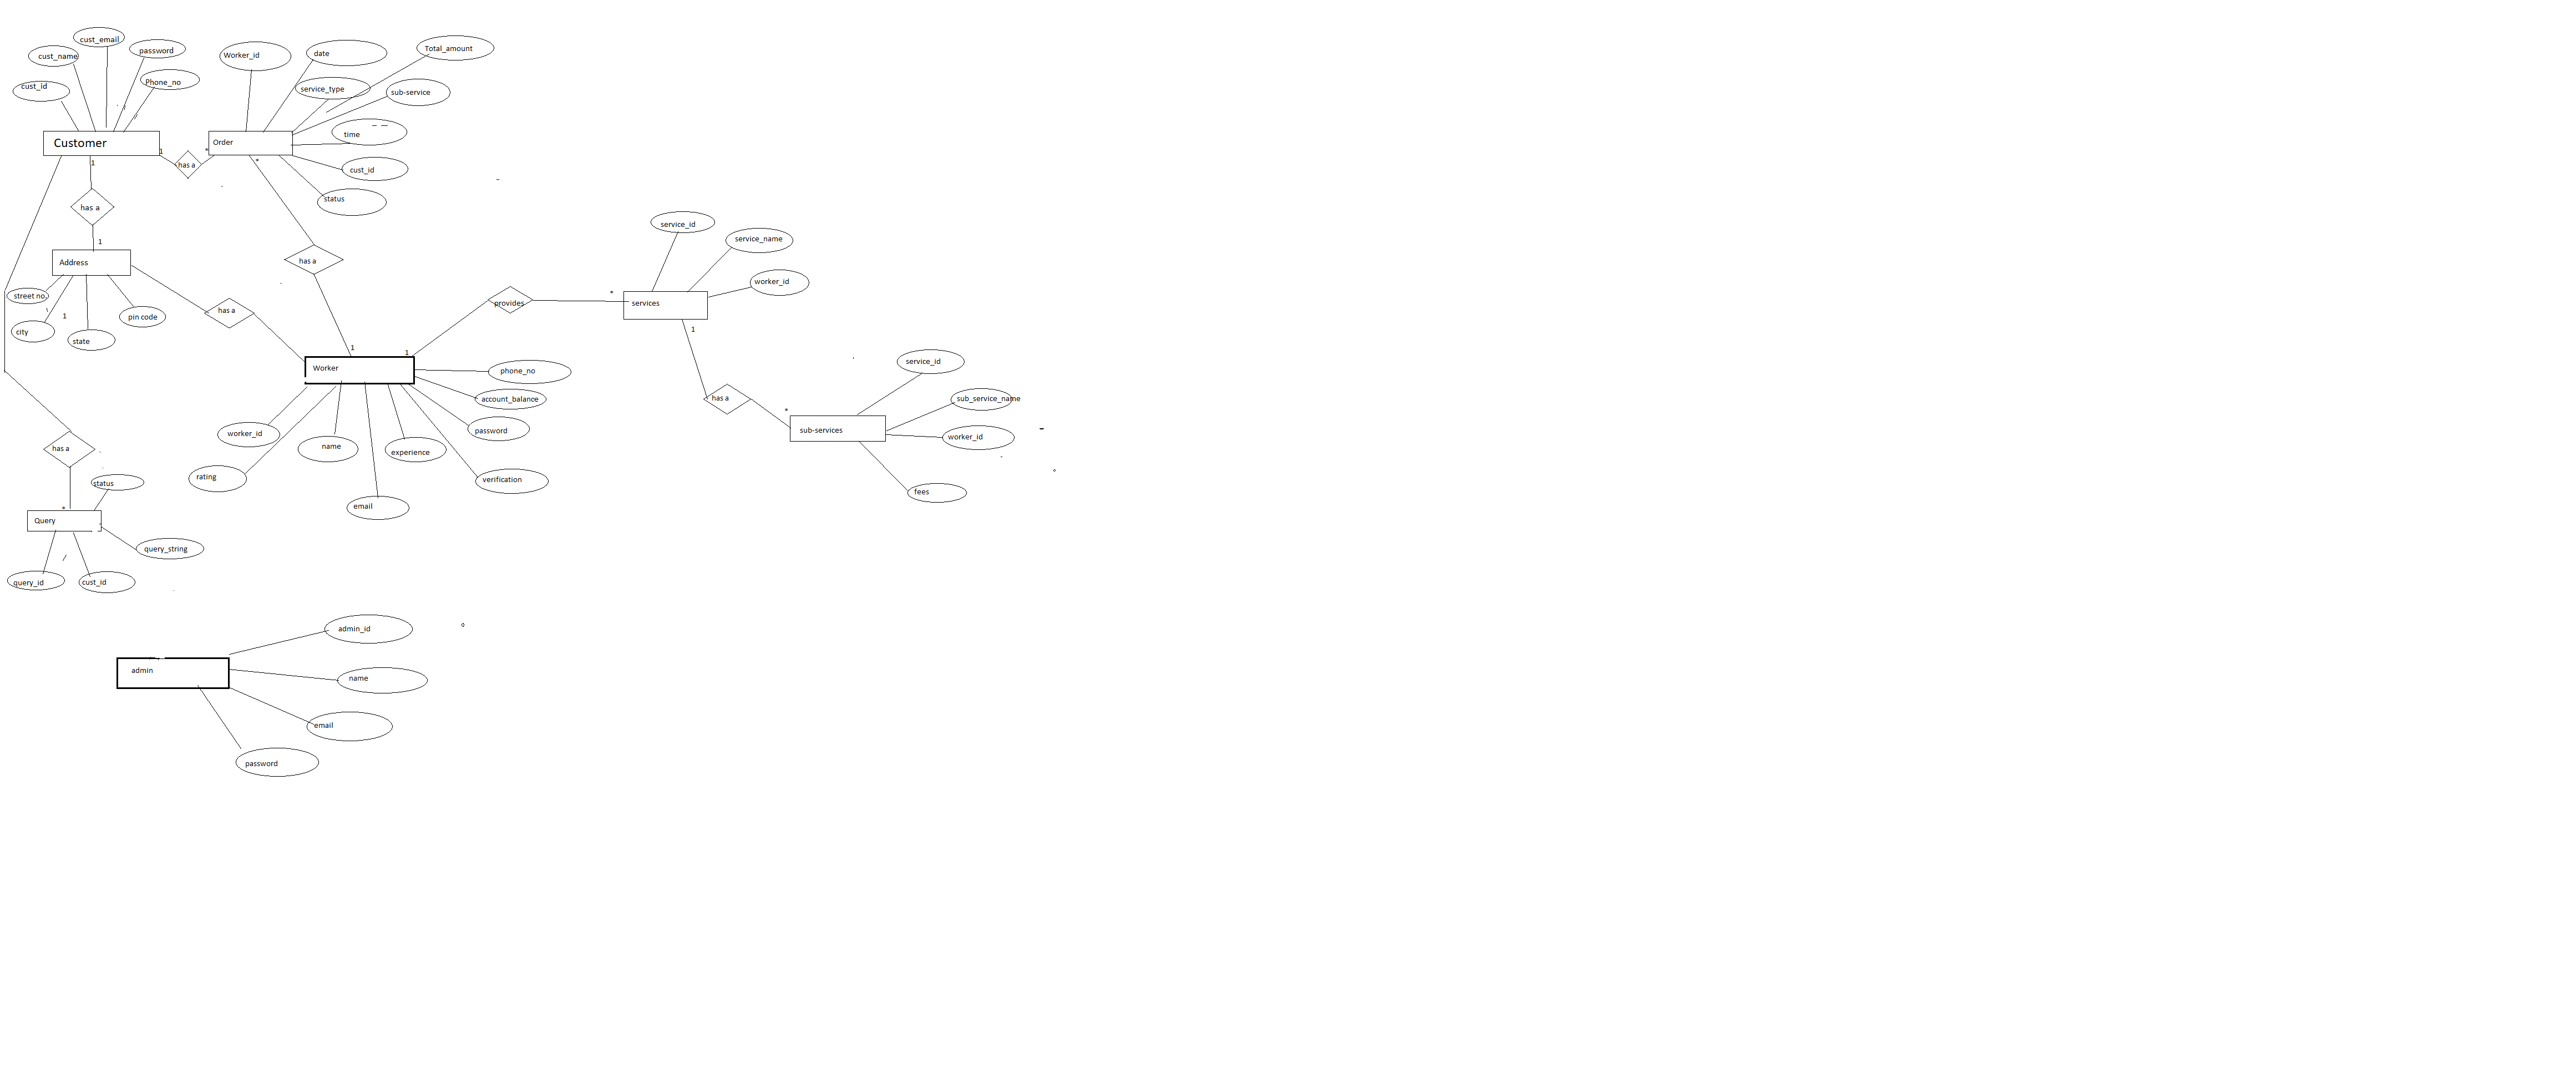 cust_email
cust_name
password
Phone_no
cust_id
Customer
1
has a
*
Worker_id
date
Total_amount
service_type
sub-service
time
Order
cust_id
status
*
1
has a
1
Address
street no.
city
1
state
pin code
has a
has a
1
1
Worker
provides
*
services
service_id
service_name
worker_id
1
has a
*
sub-services
service_id
sub_service_name
worker_id
fees
phone_no
account_balance
password
worker_id
name
experience
rating
verification
email
has a
status
*
Query
query_string
query_id
cust_id
admin_id
admin
name
email
password